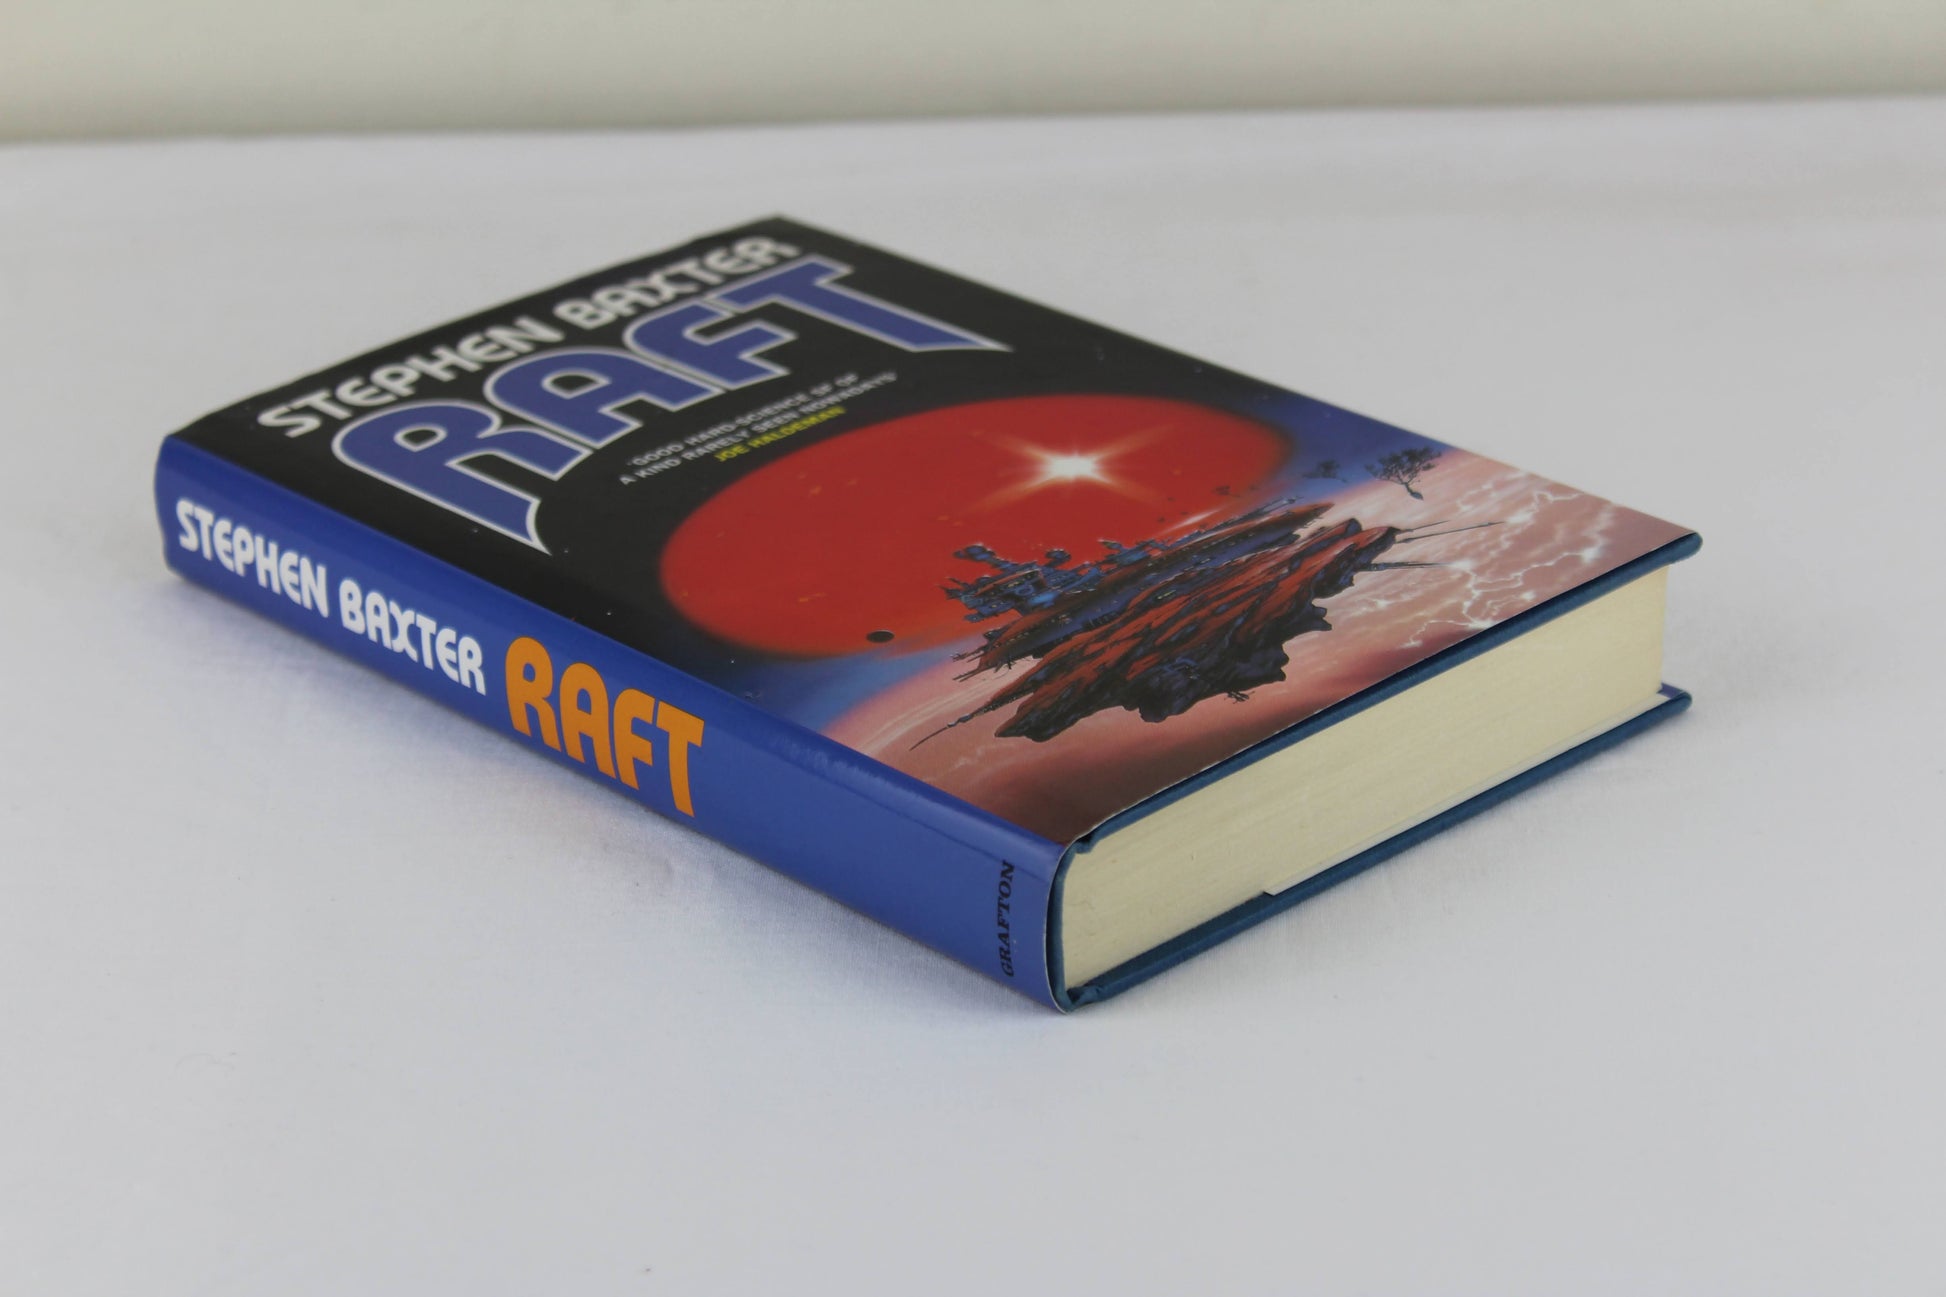 STEPHEN BAXTER
RAFT
'GOOD HARD-SCIENCE SF OF
A KIND RARELY SEEN NOWADAYS'
JOE HALDEMAN
STEPHEN BAXTER RAFT
GRAFTON